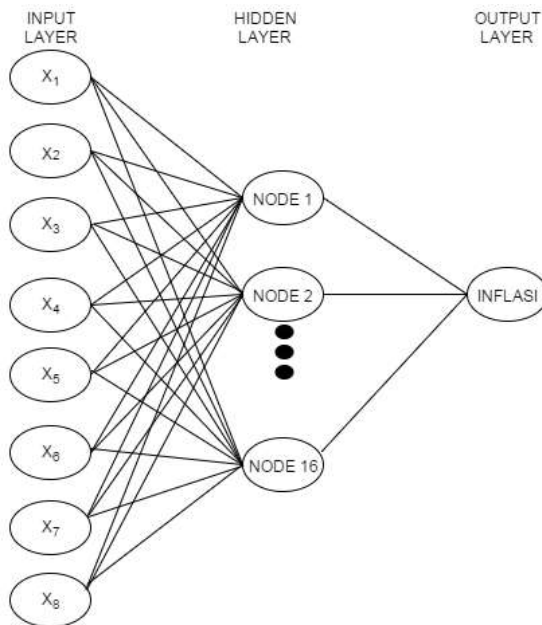 INPUT
LAYER
HIDDEN
LAYER
OUTPUT
LAYER
X₁
X₂
X₃
X₄
X₅
X₆
X₇
X₈
NODE 1
NODE 2
NODE 16
INFLASI